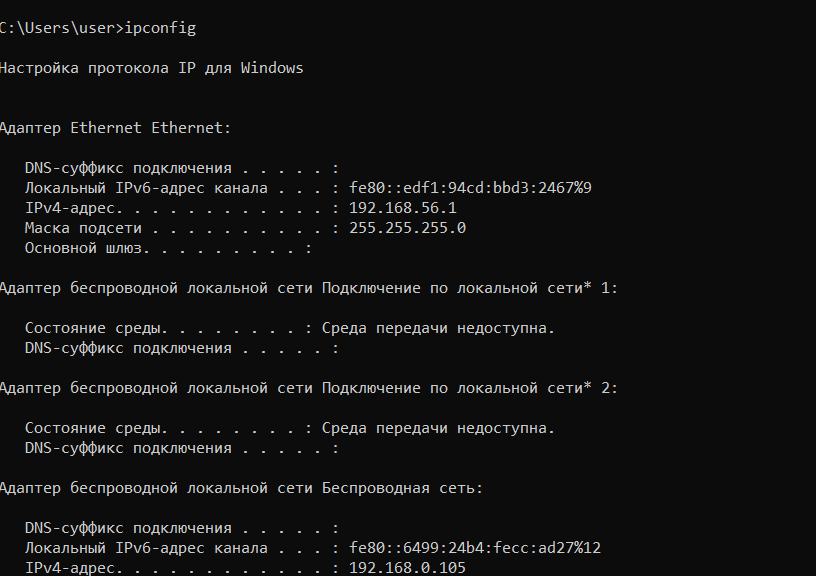 C:\Users\user>ipconfig
Настройка протокола IP для Windows
Адаптер Ethernet Ethernet:
DNS-суффикс подключения . . . . . :
Локальный IPv6-адрес канала . . . : fe80::edf1:94cd:bbd3:2467%9
IPv4-адрес. . . . . . . . . . . . : 192.168.56.1
Маска подсети . . . . . . . . . . : 255.255.255.0
Основной шлюз. . . . . . . . . :
Адаптер беспроводной локальной сети Подключение по локальной сети* 1:
Состояние среды. . . . . . . . : Среда передачи недоступна.
DNS-суффикс подключения . . . . . :
Адаптер беспроводной локальной сети Подключение по локальной сети* 2:
Состояние среды. . . . . . . . : Среда передачи недоступна.
DNS-суффикс подключения . . . . . :
Адаптер беспроводной локальной сети Беспроводная сеть:
DNS-суффикс подключения . . . . . :
Локальный IPv6-адрес канала . . . : fe80::6499:24b4:fecc:ad27%12
IPv4-адрес. . . . . . . . . . . . : 192.168.0.105